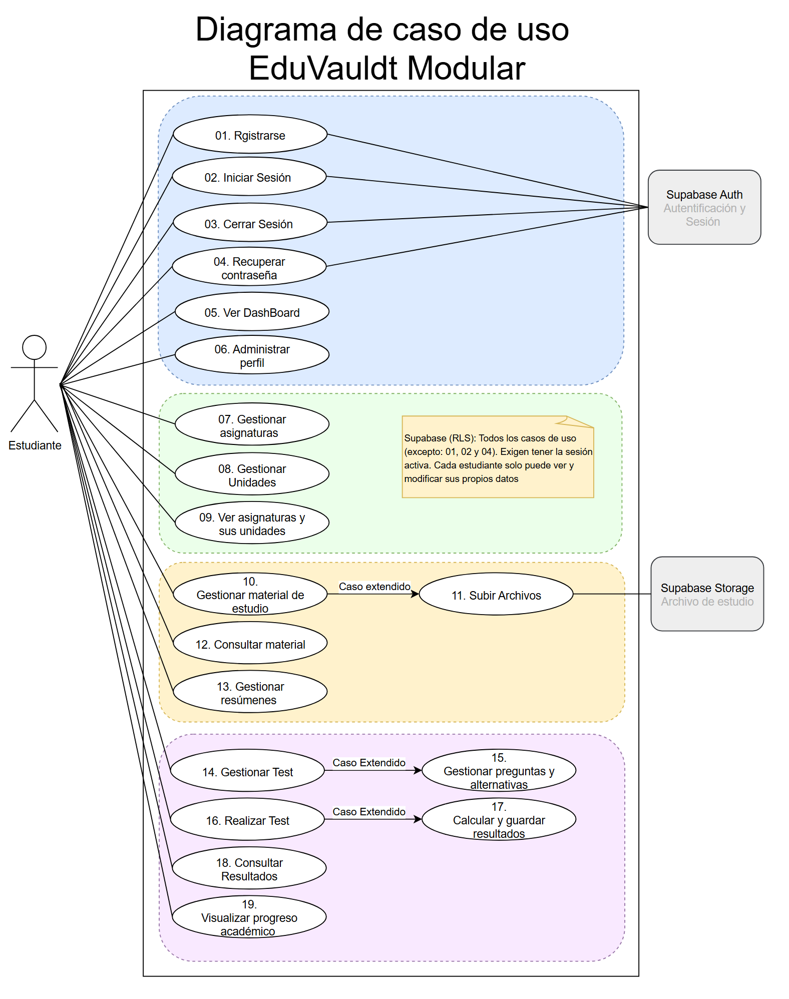 Diagrama de caso de uso
EduVauldt Modular
01. Rgistrarse
02. Iniciar Sesión
03. Cerrar Sesión
04. Recuperar
contraseña
05. Ver DashBoard
06. Administrar
perfil
Supabase Auth
Autentificación y
Sesión
Estudiante
07. Gestionar
asignaturas
08. Gestionar
Unidades
09. Ver asignaturas y
sus unidades
Supabase (RLS): Todos los casos de uso
(excepto: 01, 02 y 04). Exigen tener la sesión
activa. Cada estudiante solo puede ver y
modificar sus propios datos
10.
Gestionar material de
estudio
Caso extendido
11. Subir Archivos
Supabase Storage
Archivo de estudio
12. Consultar material
13. Gestionar
resúmenes
14. Gestionar Test
Caso Extendido
15.
Gestionar preguntas y
alternativas
16. Realizar Test
Caso Extendido
17.
Calcular y guardar
resultados
18. Consultar
Resultados
19.
Visualizar progreso
académico